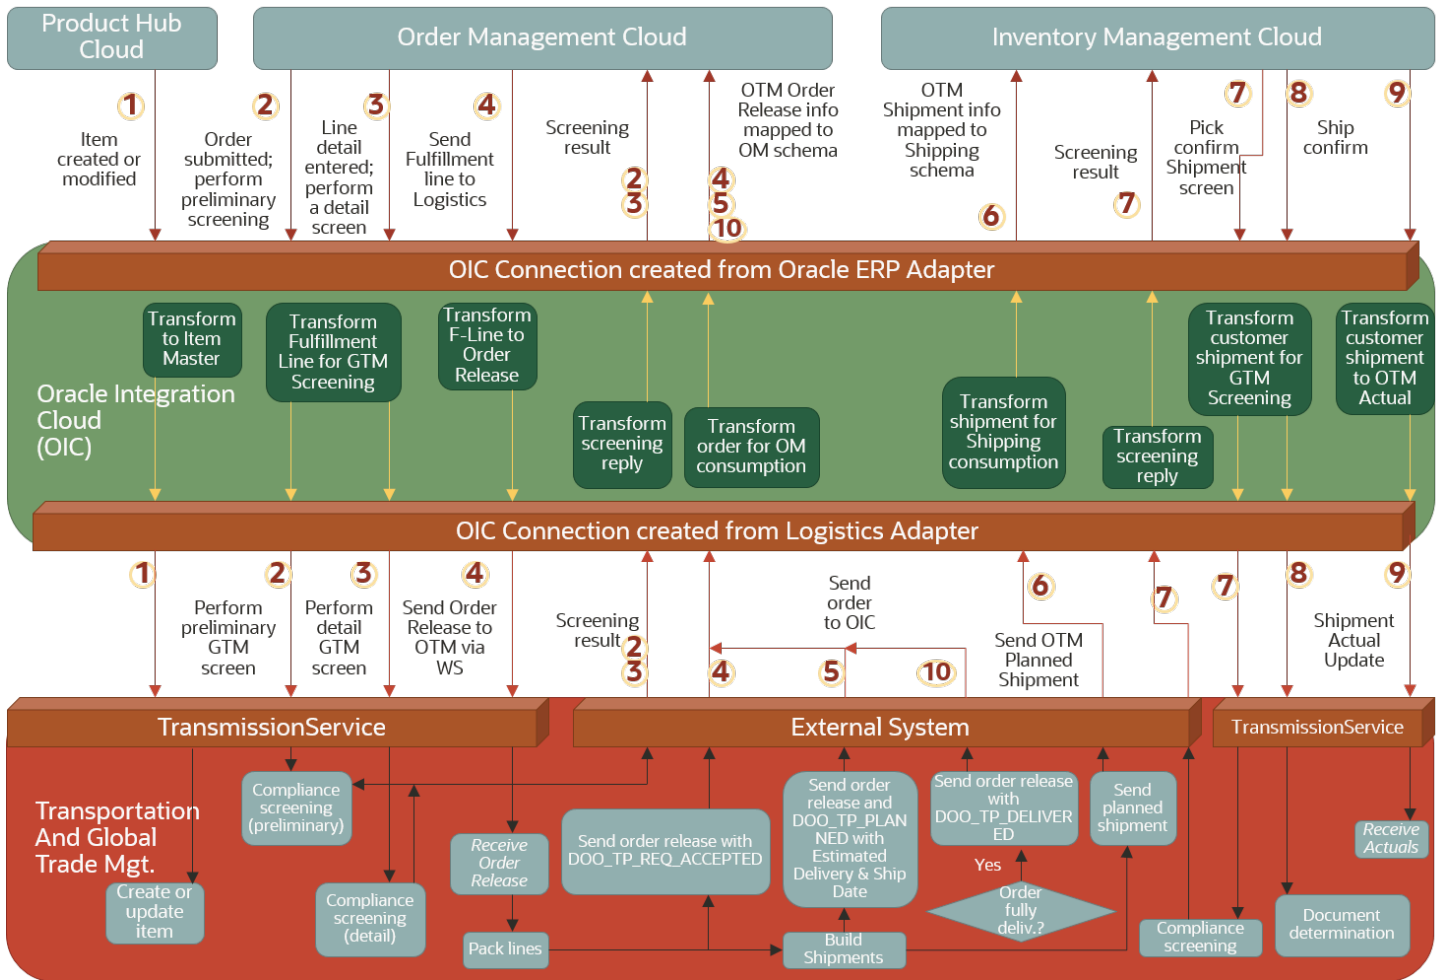 Product Hub
Cloud
Order Management Cloud
Inventory Management Cloud
1
Item
created or
modified
2
Order
submitted;
perform
preliminary
screening
3
Line
detail
entered;
perform
a detail
screen
4
Send
Fulfillment
line to
Logistics
Screening
result
2
3
OTM Order
Release info
mapped to
OM schema
4
5
10
OTM
Shipment info
mapped to
Shipping
schema
6
Screening
result
7
7
Pick
confirm
Shipment
screen
8
Ship
confirm
9
OIC Connection created from Oracle ERP Adapter
Oracle Integration
Cloud
(OIC)
Transform
to Item
Master
Transform
Fulfillment
Line for GTM
Screening
Transform
F-Line to
Order
Release
Transform
screening
reply
Transform
order for OM
consumption
Transform
shipment for
Shipping
consumption
Transform
screening
reply
Transform
customer
shipment for
GTM
Screening
Transform
customer
shipment
to OTM
Actual
OIC Connection created from Logistics Adapter
1
2
Perform
preliminary
GTM
screen
3
Perform
detail
GTM
screen
4
Send Order
Release to
OTM via
WS
Screening
result
2
3
4
Send
order
to OIC
5
10
6
Send OTM
Planned
Shipment
7
7
8
9
Shipment
Actual
Update
TransmissionService
External System
TransmissionService
Transportation
And Global
Trade Mgt.
Create or
update
item
Compliance
screening
(preliminary)
Compliance
screening
(detail)
Receive
Order
Release
Pack lines
Send order release with
DOO_TP_REQ_ACCEPTED
Send order
release and
DOO_TP_PLAN
NED with
Estimated
Delivery & Ship
Date
Build
Shipments
Send order release
with
DOO_TP_DELIVER
ED
Yes
Order
fully
deliv.?
Send
planned
shipment
Compliance
screening
Document
determination
Receive
Actuals